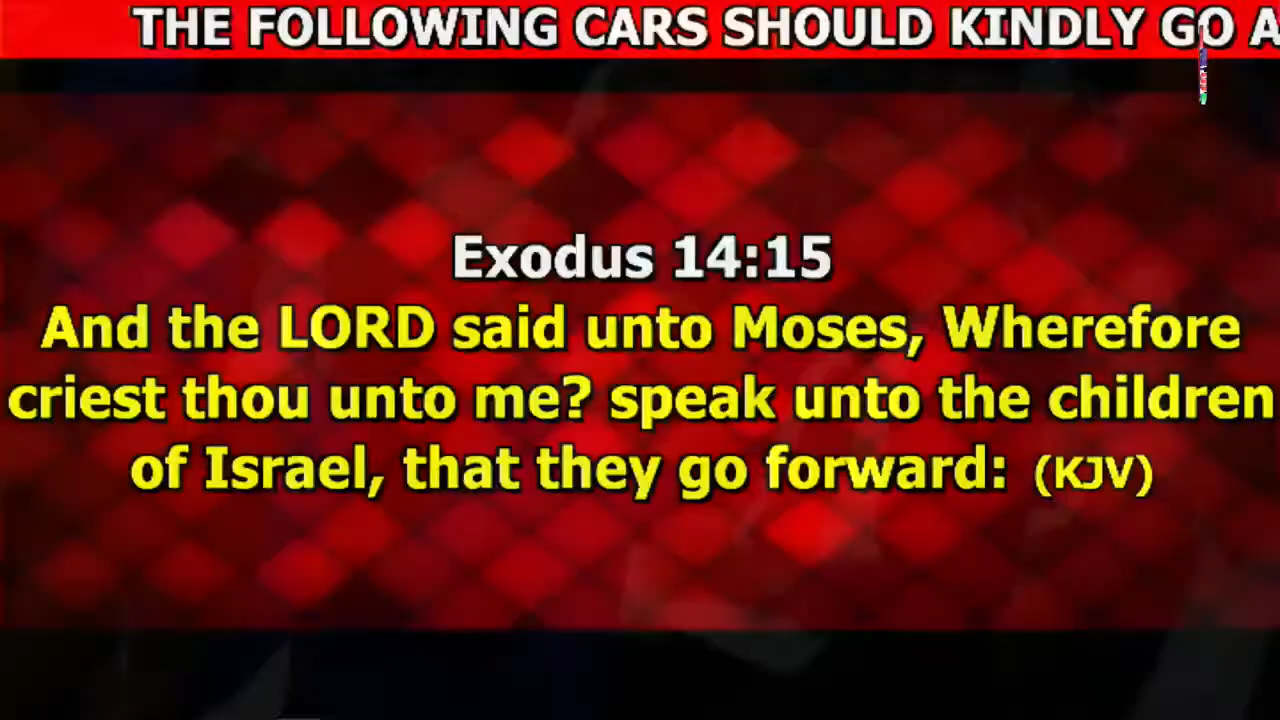 THE FOLLOWING CARS SHOULD KINDLY GO
Exodus 14:15
And the LORD said unto Moses, Wherefore
criest thou unto me? speak unto the children
of Israel, that they go forward: (KJV)